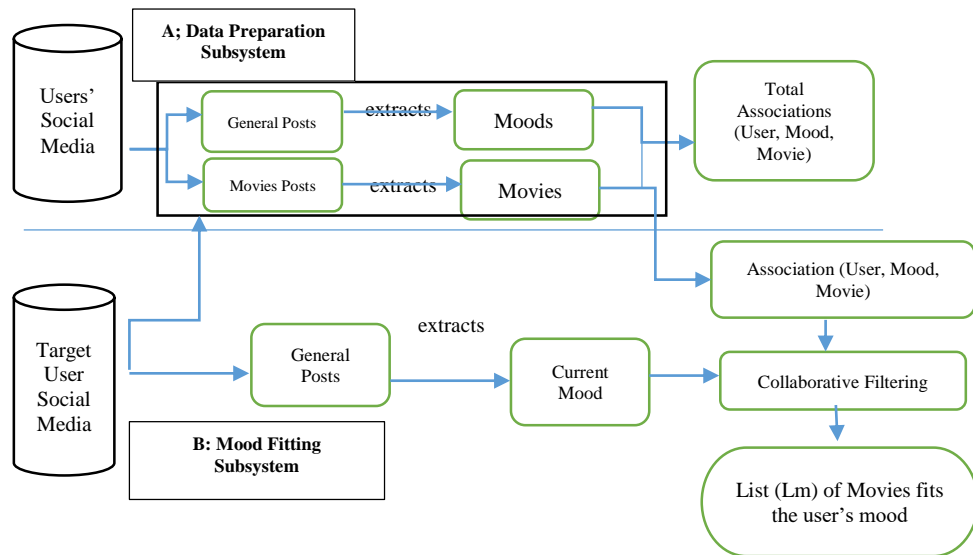 A; Data Preparation
Subsystem
Users’
Social
Media
General Posts
extracts
Moods
Movies Posts
extracts
Movies
Total
Associations
(User, Mood,
Movie)
Association (User, Mood,
Movie)
Target
User
Social
Media
General
Posts
extracts
Current
Mood
Collaborative Filtering
B: Mood Fitting
Subsystem
List (Lm) of Movies fits
the user’s mood